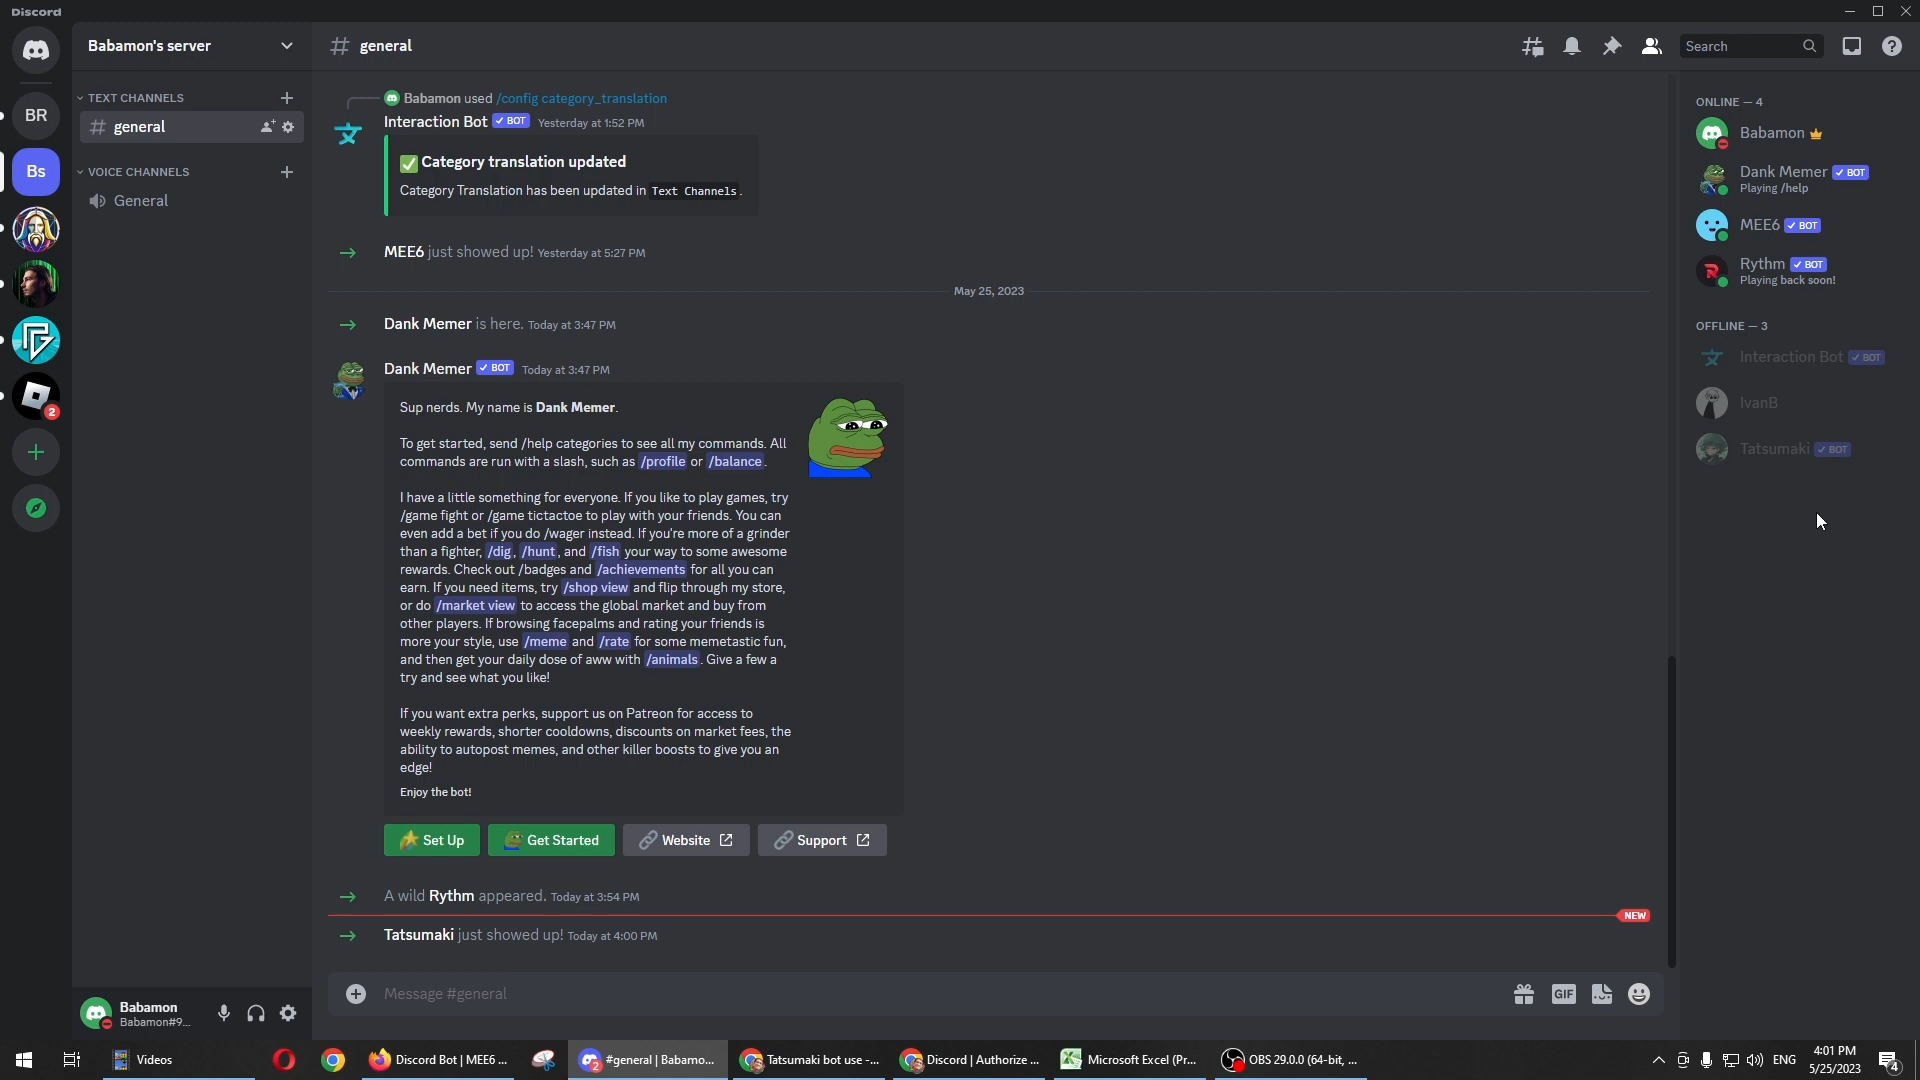 Discord
Babamon's server
general
Search
TEXT CHANNELS
general
VOICE CHANNELS
General
BR
Bs
2
Babamon used /config category_translation
Interaction Bot BOT Yesterday at 1:52 PM
Category translation updated
Category Translation has been updated in Text Channels.
MEE6 just showed up! Yesterday at 5:27 PM
May 25, 2023
Dank Memer is here. Today at 3:47 PM
Dank Memer BOT Today at 3:47 PM
Sup nerds. My name is Dank Memer.
To get started, send /help categories to see all my commands. All
commands are run with a slash, such as /profile or /balance.
I have a little something for everyone. If you like to play games, try
/game fight or /game tictactoe to play with your friends. You can
even add a bet if you do /wager instead. If you're more of a grinder
than a fighter, /dig, /hunt, and /fish your way to some awesome
rewards. Check out /badges and /achievements for all you can
earn. If you need items, try /shop view and flip through my store,
or do /market view to access the global market and buy from
other players. If browsing facepalms and rating your friends is
more your style, use /meme and /rate for some memetastic fun,
and then get your daily dose of aww with /animals. Give a few a
try and see what you like!
If you want extra perks, support us on Patreon for access to
weekly rewards, shorter cooldowns, discounts on market fees, the
ability to autopost memes, and other killer boosts to give you an
edge!
Enjoy the bot!
Set Up Get Started Website Support
A wild Rythm appeared. Today at 3:54 PM
NEW
Tatsumaki just showed up! Today at 4:00 PM
Message #general
GIF
ONLINE — 4
Babamon
Dank Memer BOT
Playing /help
MEE6 BOT
Rythm BOT
Playing back soon!
OFFLINE — 3
Interaction Bot BOT
IvanB
Tatsumaki BOT
Babamon
Babamon#9...
Videos
Discord Bot | MEE6 ...
2
#general | Babamo...
Tatsumaki bot use -...
Discord | Authorize ...
Microsoft Excel (Pr...
OBS 29.0.0 (64-bit, ...
ENG
4:01 PM
5/25/2023
4